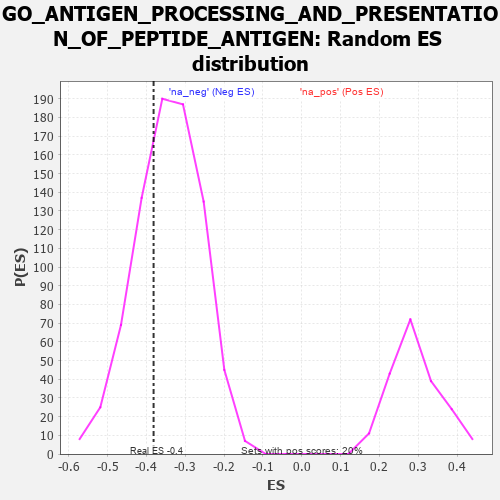 GO_ANTIGEN_PROCESSING_AND_PRESENTATIO
N_OF_PEPTIDE_ANTIGEN: Random ES
distribution
'na_neg' (Neg ES) 'na_pos' (Pos ES)
190
180
170
160
150
140
130
120
110
100
90
80
70
60
50
40
30
20
10
0
P(ES)
Real ES -0.4 Sets with pos scores: 20%
-0.6 -0.5 -0.4 -0.3 -0.2 -0.1 0.0 0.1 0.2 0.3 0.4
ES